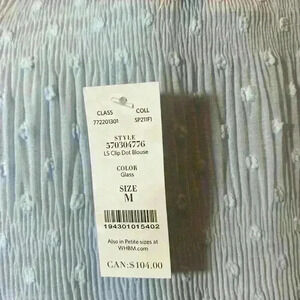 CLASS COLL
772201301 SP21(F)
STYLE
570304776
LS Clip Dot Blouse
COLOR
Glass
SIZE
M
194301015402
Also in Petite sizes at
WHBM.com
CAN:$104.00